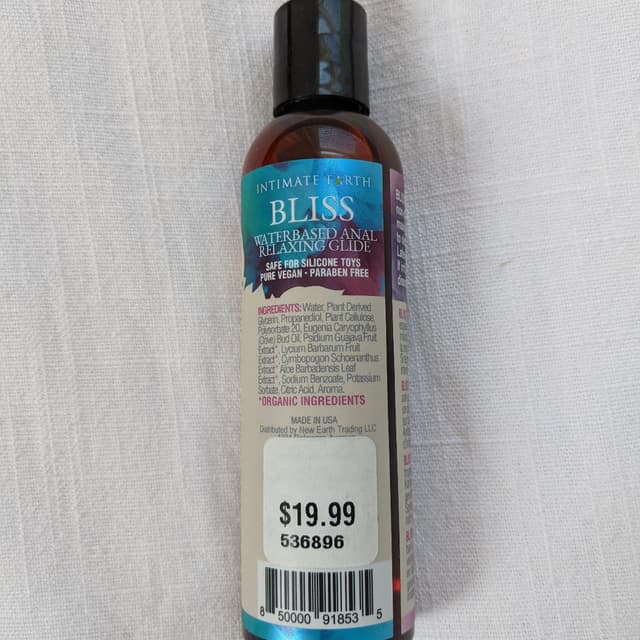 INTIMATE EARTH
BLISS
WATERBASED ANAL
RELAXING GLIDE
SAFE FOR SILICONE TOYS
PURE VEGAN • PARABEN FREE
INGREDIENTS: Water, Plant Derived
Glycerin, Propanediol, Plant Cellulose,
Polysorbate 20, Eugenia Caryophyllus
(Clove) Bud Oil, Psidium Guajava Fruit
Extract*, Lycium Barbarum Fruit
Extract*, Cymbopogon Schoenanthus
Extract*, Aloe Barbadensis Leaf
Extract*, Sodium Benzoate, Potassium
Sorbate, Citric Acid, Aroma.
*ORGANIC INGREDIENTS
MADE IN USA
Distributed by New Earth Trading LLC
$19.99
536896
8 50000 91853 5